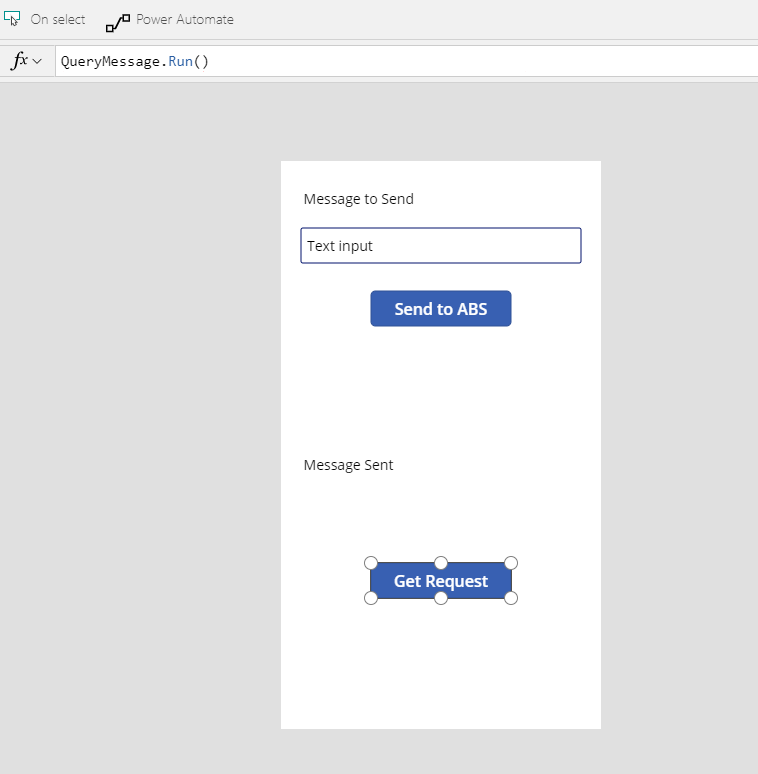 On select Power Automate
fx QueryMessage.Run()
Message to Send
Text input
Send to ABS
Message Sent
Get Request